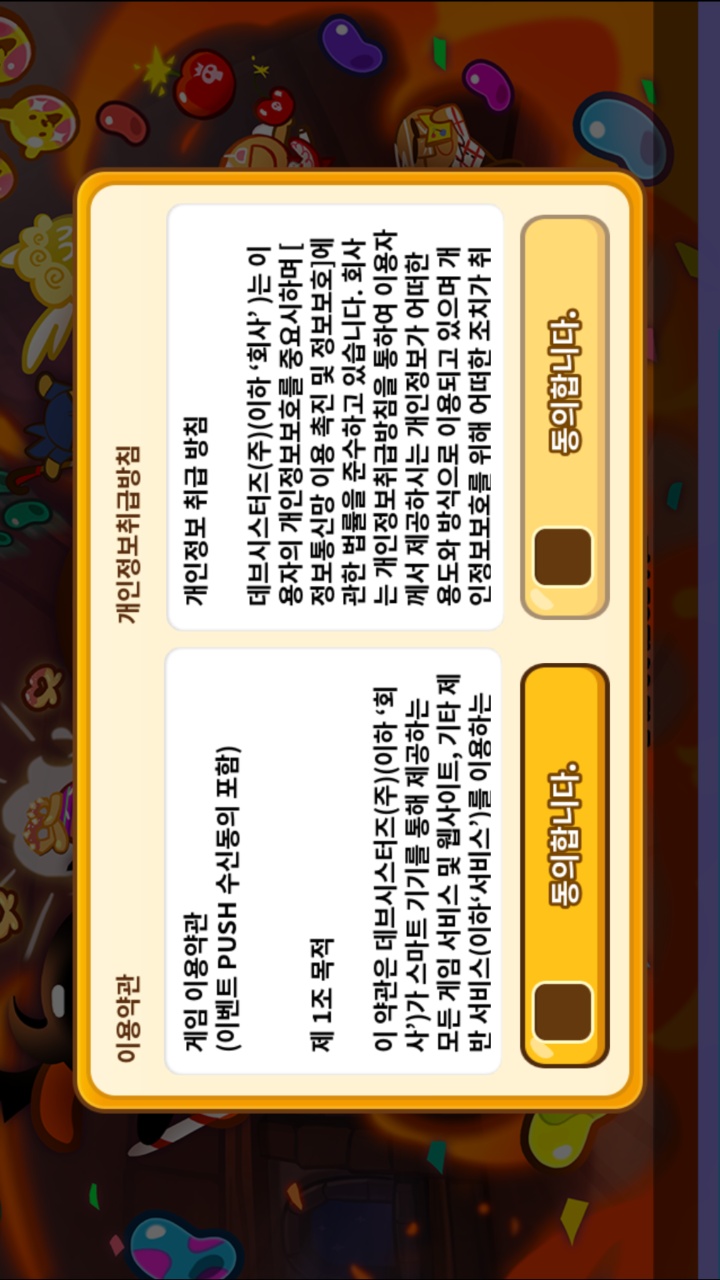 이용약관
게임 이용약관
(이벤트 PUSH 수신동의 포함)
제 1조 목적
이 약관은 데브시스터즈(주)(이하 ‘회
사’)가 스마트 기기를 통해 제공하는
모든 게임 서비스 및 웹사이트, 기타 제
반 서비스(이하‘서비스’)를 이용하는
동의합니다.
개인정보취급방침
개인정보 취급 방침
데브시스터즈(주)(이하 ‘회사’ )는 이
용자의 개인정보보호를 중요시하며 [
정보통신망 이용 촉진 및 정보보호]에
관한 법률을 준수하고 있습니다. 회사
는 개인정보취급방침을 통하여 이용자
께서 제공하시는 개인정보가 어떠한
용도와 방식으로 이용되고 있으며 개
인정보보호를 위해 어떠한 조치가 취
동의합니다.